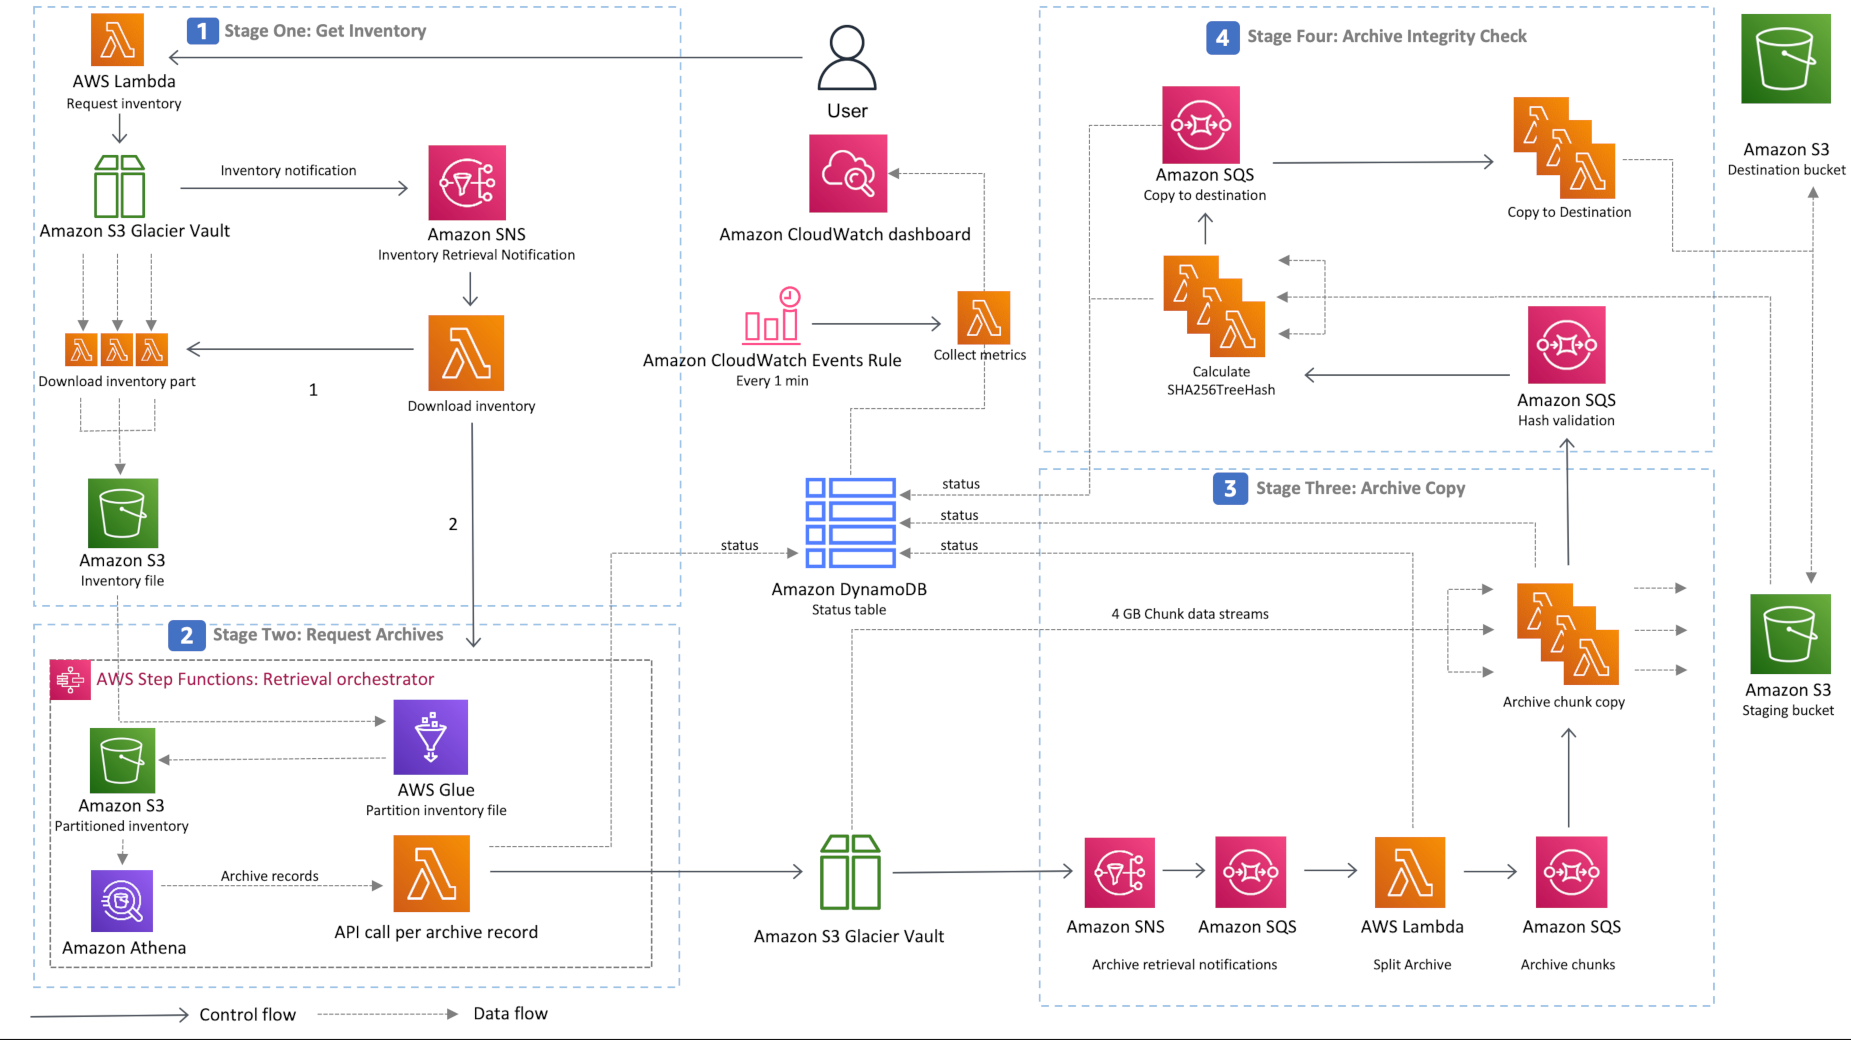 1 Stage One: Get Inventory
AWS Lambda
Request inventory
Inventory notification
Amazon S3 Glacier Vault
Amazon SNS
Inventory Retrieval Notification
Download inventory part
1
Download inventory
2
Amazon S3
Inventory file
User
Amazon CloudWatch dashboard
Amazon CloudWatch Events Rule
Every 1 min
Collect metrics
status
status
status
status
Amazon DynamoDB
Status table
2 Stage Two: Request Archives
AWS Step Functions: Retrieval orchestrator
AWS Glue
Partition inventory file
Amazon S3
Partitioned inventory
Archive records
Amazon Athena
API call per archive record
Amazon S3 Glacier Vault
3 Stage Three: Archive Copy
4 GB Chunk data streams
Archive chunk copy
Amazon SNS
Amazon SQS
Archive retrieval notifications
AWS Lambda
Split Archive
Amazon SQS
Archive chunks
4 Stage Four: Archive Integrity Check
Amazon SQS
Copy to destination
Copy to Destination
Calculate
SHA256TreeHash
Amazon SQS
Hash validation
Amazon S3
Destination bucket
Amazon S3
Staging bucket
Control flow
Data flow